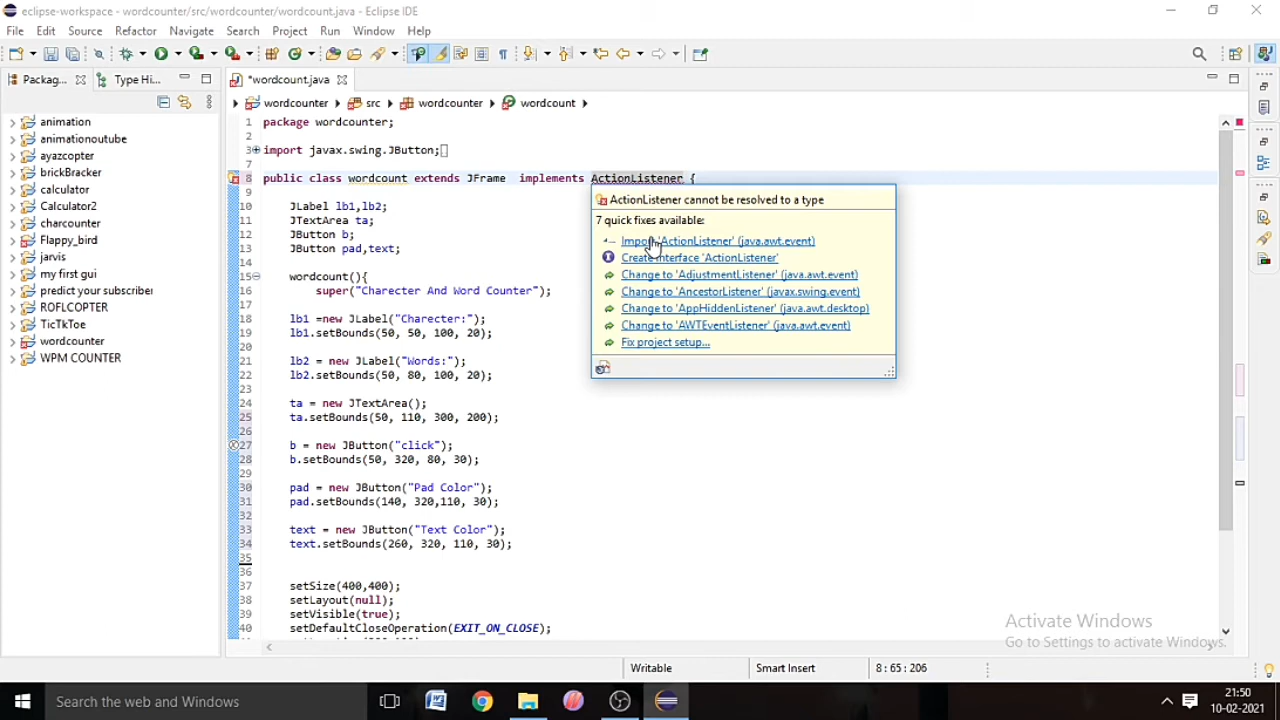 eclipse-workspace - wordcounter/src/wordcounter/wordcount.java - Eclipse IDE
File Edit Source Refactor Navigate Search Project Run Window Help
Packag... Type Hi... *wordcount.java
wordcounter src wordcounter wordcount
animation
animationoutube
ayazcopter
brickBracker
calculator
Calculator2
charcounter
Flappy_bird
jarvis
my first gui
predict your subscriber
ROFLCOPTER
TicTkToe
wordcounter
WPM COUNTER
1 package wordcounter;
2
3 import javax.swing.JButton;
7
8 public class wordcount extends JFrame  implements ActionListener {
9
10 JLabel lb1,lb2;
11 JTextArea ta;
12 JButton b;
13 JButton pad,text;
14
15 wordcount(){
16 super("Charecter And Word Counter");
17
18 lb1 =new JLabel("Charecter:");
19 lb1.setBounds(50, 50, 100, 20);
20
21 lb2 = new JLabel("Words:");
22 lb2.setBounds(50, 80, 100, 20);
23
24 ta = new JTextArea();
25 ta.setBounds(50, 110, 300, 200);
26
27 b = new JButton("click");
28 b.setBounds(50, 320, 80, 30);
29
30 pad = new JButton("Pad Color");
31 pad.setBounds(140, 320,110, 30);
32
33 text = new JButton("Text Color");
34 text.setBounds(260, 320, 110, 30);
35
36
37 setSize(400,400);
38 setLayout(null);
39 setVisible(true);
40 setDefaultCloseOperation(EXIT_ON_CLOSE);
ActionListener cannot be resolved to a type
7 quick fixes available:
Import 'ActionListener' (java.awt.event)
Create interface 'ActionListener'
Change to 'AdjustmentListener' (java.awt.event)
Change to 'AncestorListener' (javax.swing.event)
Change to 'AppHiddenListener' (java.awt.desktop)
Change to 'AWTEventListener' (java.awt.event)
Fix project setup...
Activate Windows
Go to Settings to activate Windows.
Writable Smart Insert 8 : 65 : 206
Search the web and Windows
21:50
10-02-2021